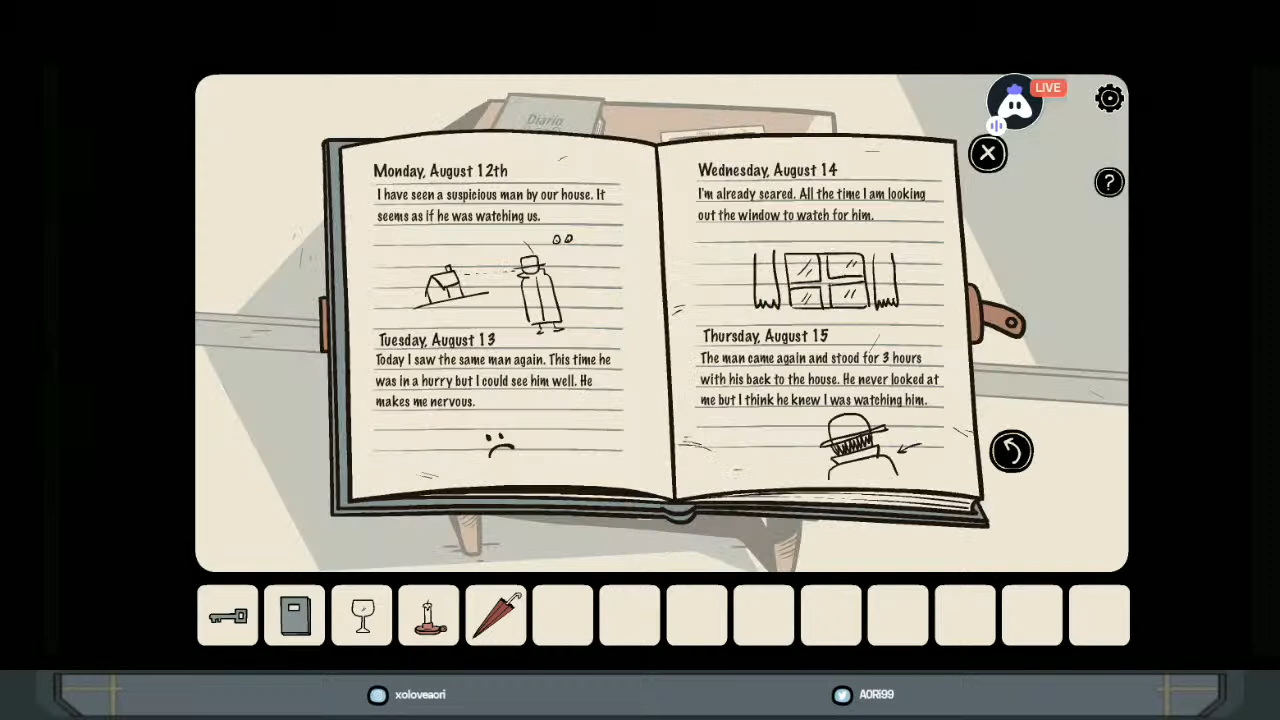 LIVE
Diario
Monday, August 12th
I have seen a suspicious man by our house. It
seems as if he was watching us.
Tuesday, August 13
Today I saw the same man again. This time he
was in a hurry but I could see him well. He
makes me nervous.
Wednesday, August 14
I'm already scared. All the time I am looking
out the window to watch for him.
Thursday, August 15
The man came again and stood for 3 hours
with his back to the house. He never looked at
me but I think he knew I was watching him.
?
xoloveaori
AORi99